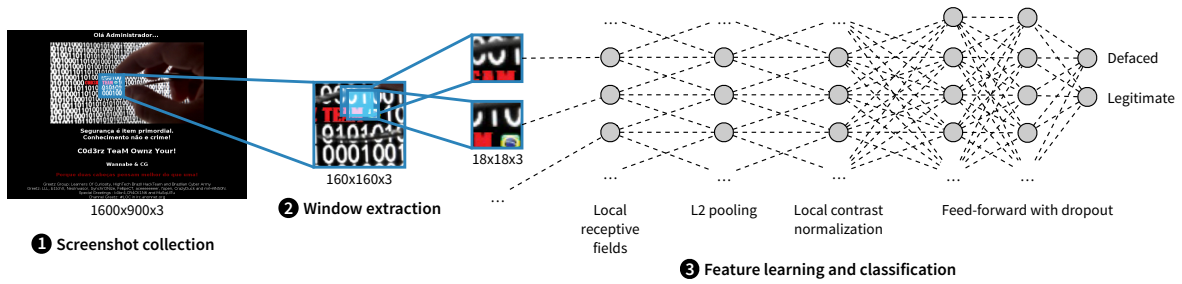 Olá Administrador...
TEAM
Segurança é item primordial.
Conhecimento não e crime!
C0d3rz TeaM Ownz Your!
Wannabe & CG
1600x900x3
❶ Screenshot collection
160x160x3
❷ Window extraction
18x18x3
...
...
...
...
Defaced
Legitimate
...
...
...
Local
receptive
fields
L2 pooling
Local contrast
normalization
Feed-forward with dropout
❸ Feature learning and classification